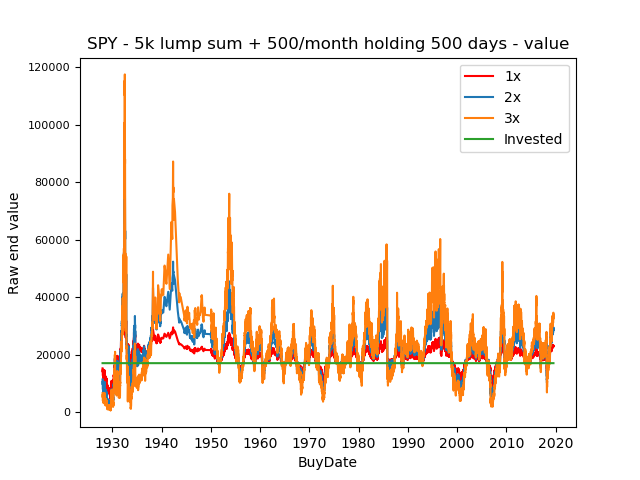 SPY - 5k lump sum + 500/month holding 500 days - value
120000
100000
80000
60000
40000
20000
0
Raw end value
1x
2x
3x
Invested
1930 1940 1950 1960 1970 1980 1990 2000 2010 2020
BuyDate